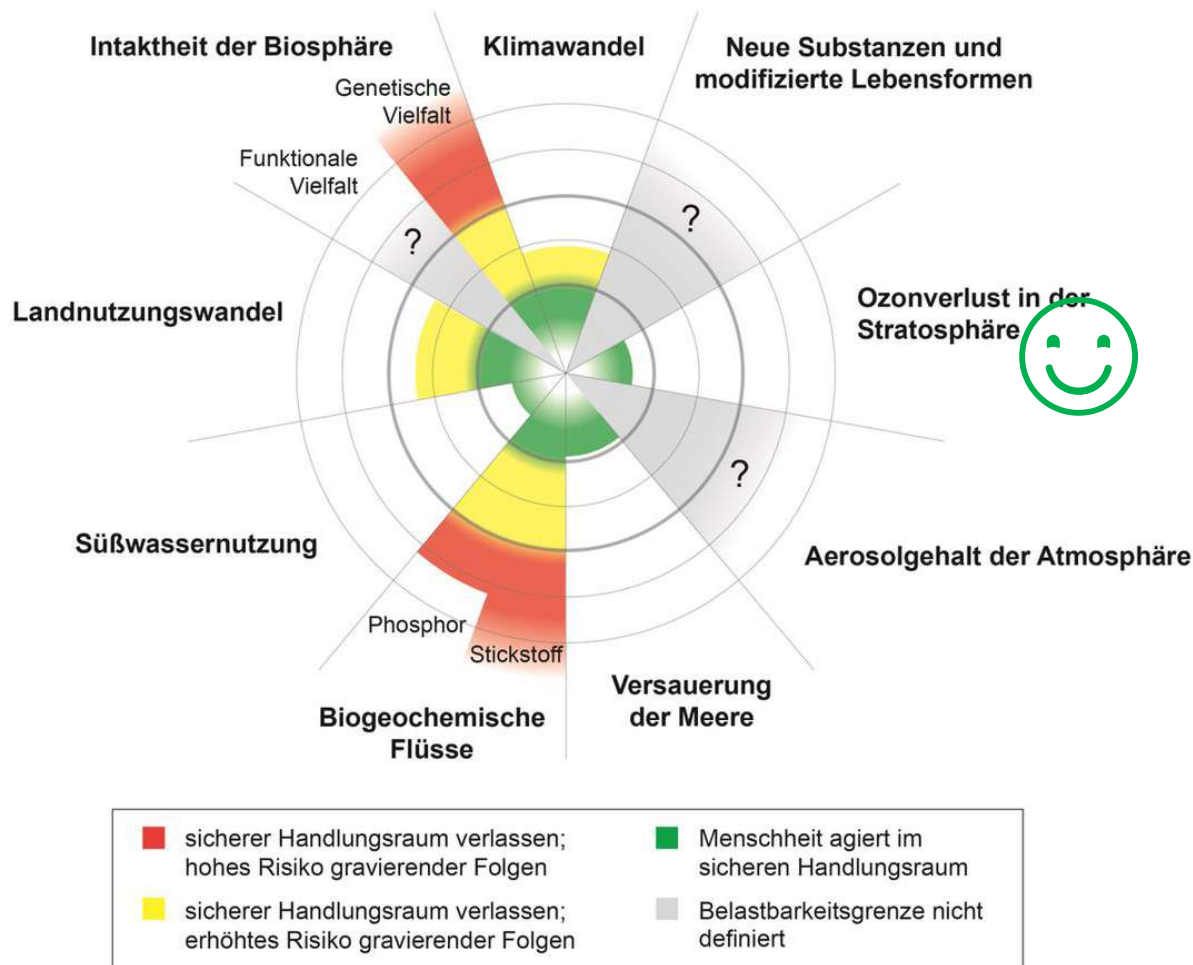 Intaktheit der Biosphäre
Klimawandel
Neue Substanzen und
modifizierte Lebensformen
Genetische
Vielfalt
Funktionale
Vielfalt
?
?
Landnutzungswandel
Ozonverlust in der
Stratosphäre
?
Süßwassernutzung
Aerosolgehalt der Atmosphäre
Phosphor
Stickstoff
Biogeochemische
Flüsse
Versauerung
der Meere
sicherer Handlungsraum verlassen;
hohes Risiko gravierender Folgen
sicherer Handlungsraum verlassen;
erhöhtes Risiko gravierender Folgen
Menschheit agiert im
sicheren Handlungsraum
Belastbarkeitsgrenze nicht
definiert